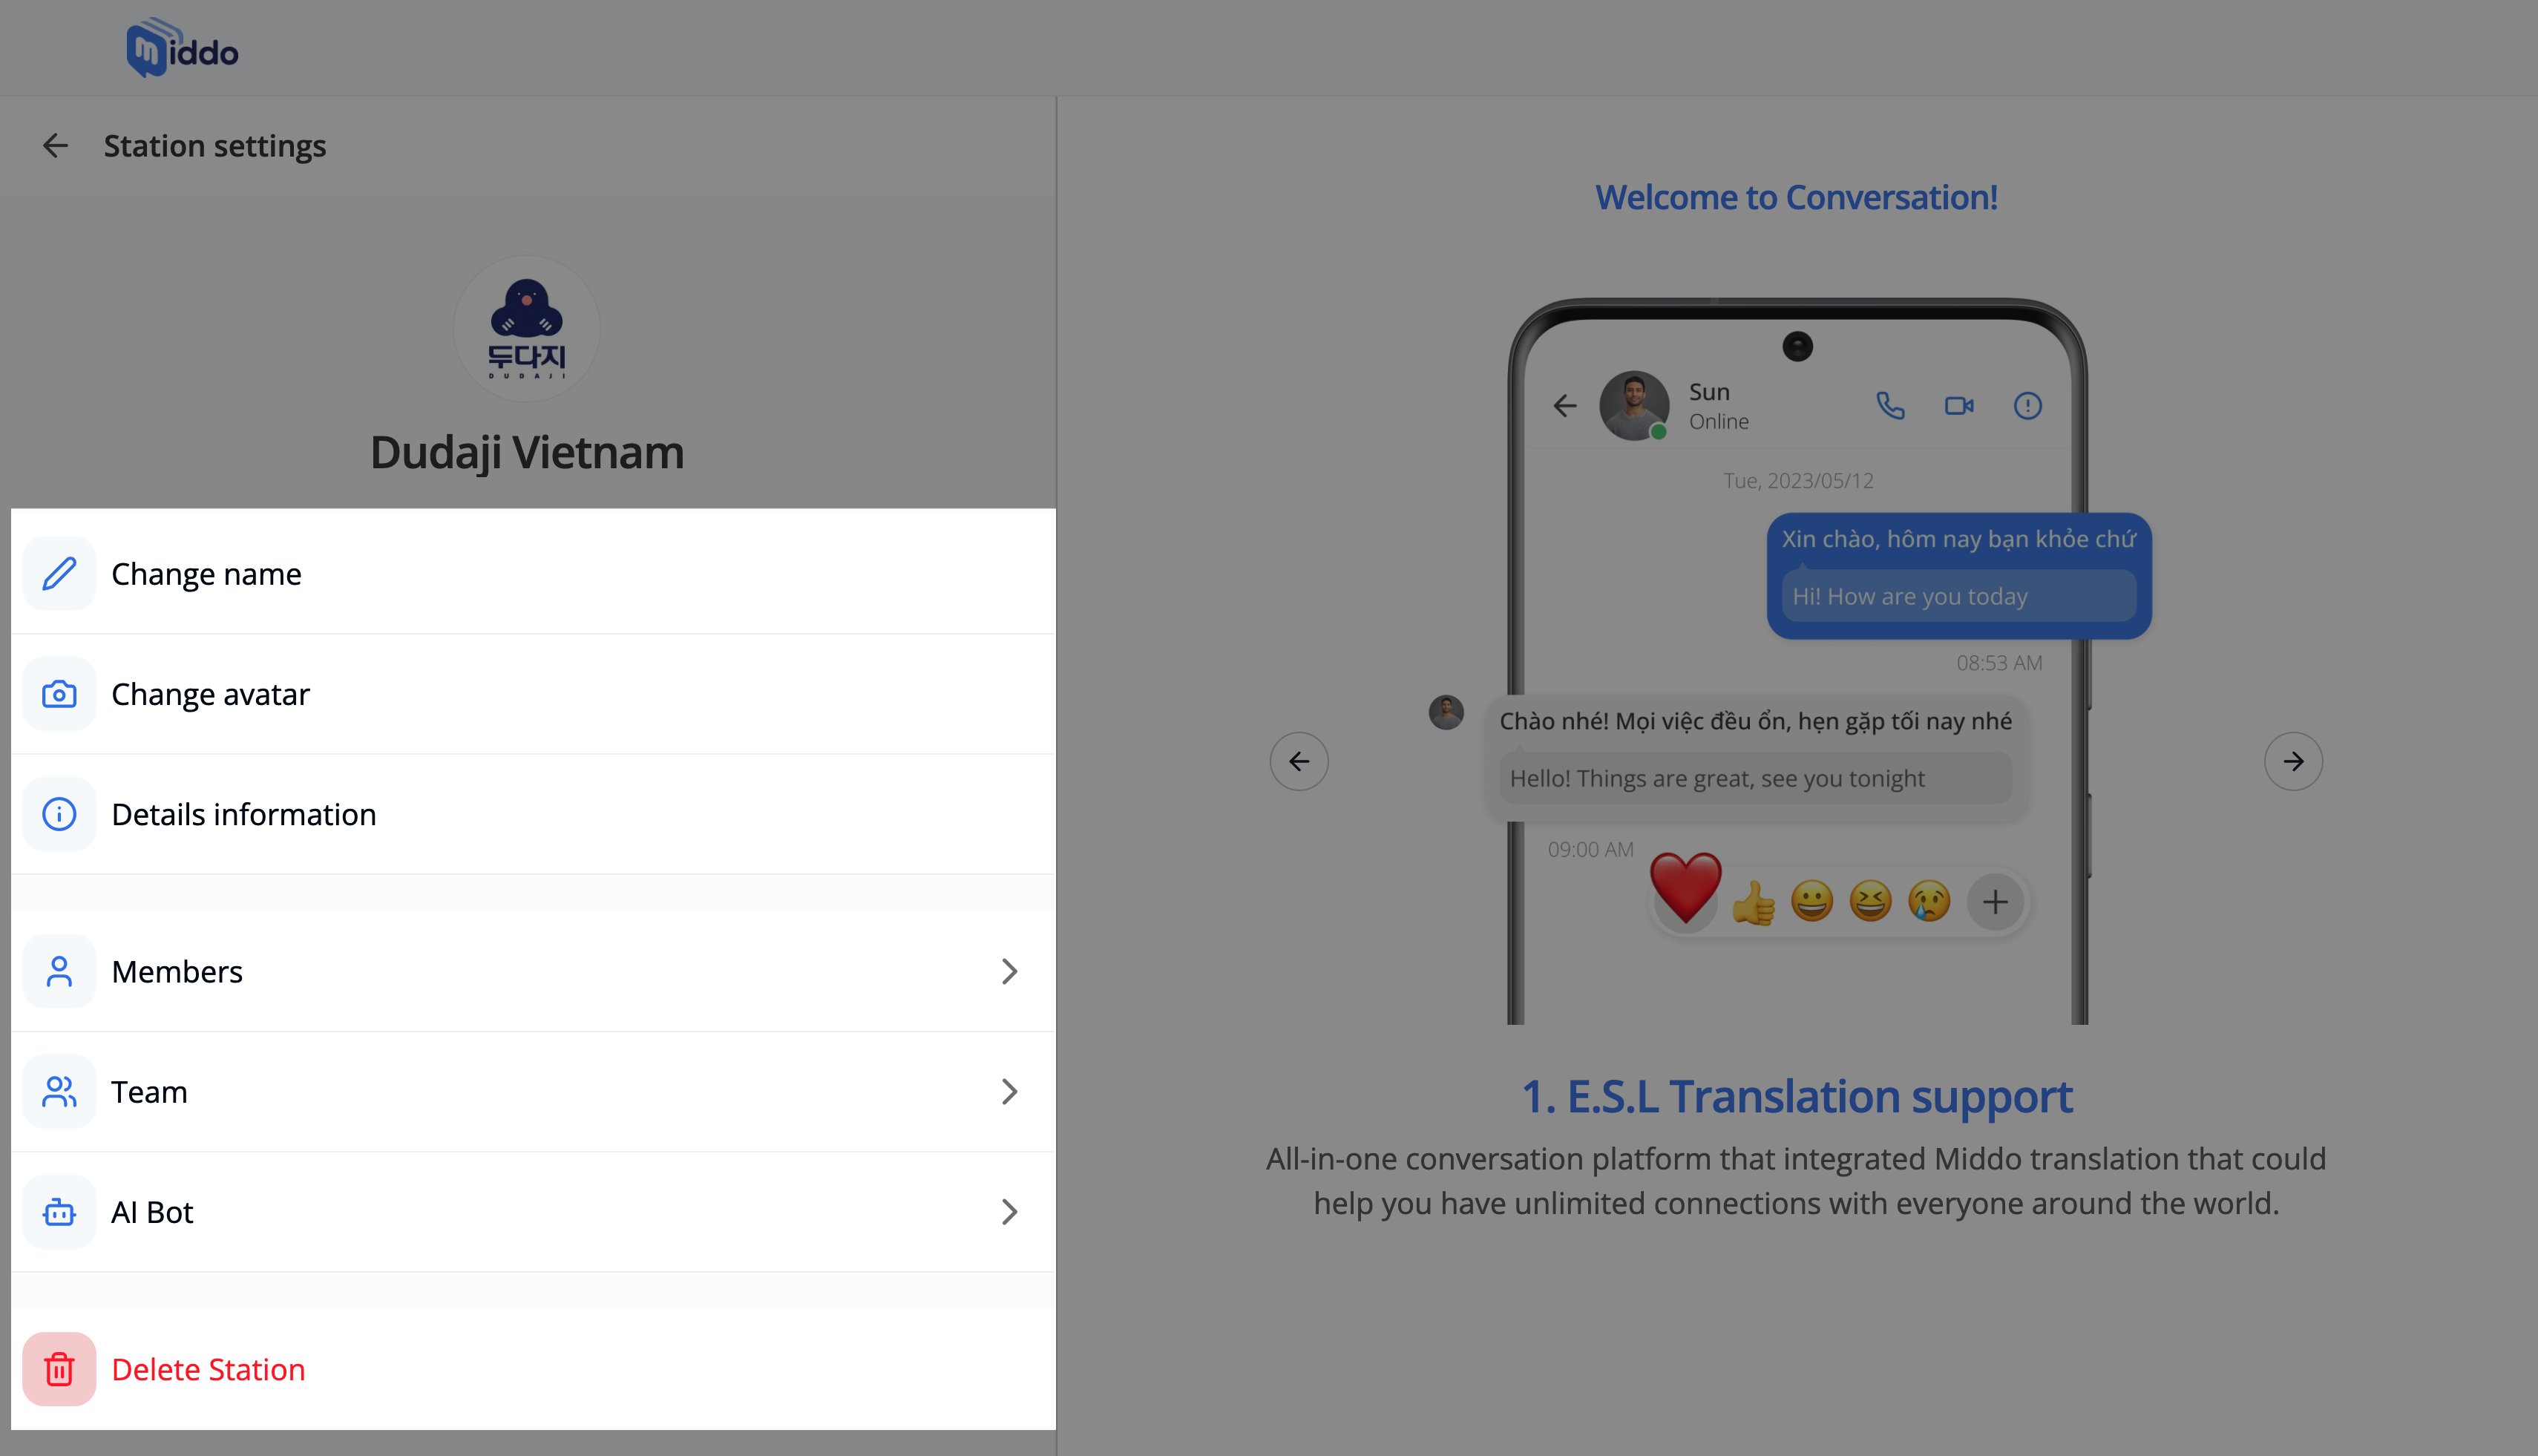 middo
Station settings
두다지
DUDAJI
Dudaji Vietnam
Change name
Change avatar
Details information
Members
Team
AI Bot
Delete Station
Welcome to Conversation!
Sun
Online
Tue, 2023/05/12
Xin chào, hôm nay bạn khỏe chứ
Hi! How are you today
08:53 AM
Chào nhé! Mọi việc đều ổn, hẹn gặp tối nay nhé
Hello! Things are great, see you tonight
09:00 AM
1. E.S.L Translation support
All-in-one conversation platform that integrated Middo translation that could
help you have unlimited connections with everyone around the world.